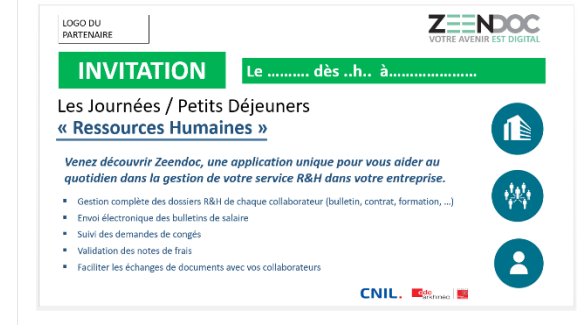 LOGO DU
PARTENAIRE
ZEENDOC
VOTRE AVENIR EST DIGITAL
INVITATION
Le .......... dès ..h.. à......................
Les Journées / Petits Déjeuners
« Ressources Humaines »
Venez découvrir Zeendoc, une application unique pour vous aider au
quotidien dans la gestion de votre service R&H dans votre entreprise.
▪ Gestion complète des dossiers R&H de chaque collaborateur (bulletin, contrat, formation, ...)
▪ Envoi électronique des bulletins de salaire
▪ Suivi des demandes de congés
▪ Validation des notes de frais
▪ Faciliter les échanges de documents avec vos collaborateurs
CNIL.
cdc
arkhineo